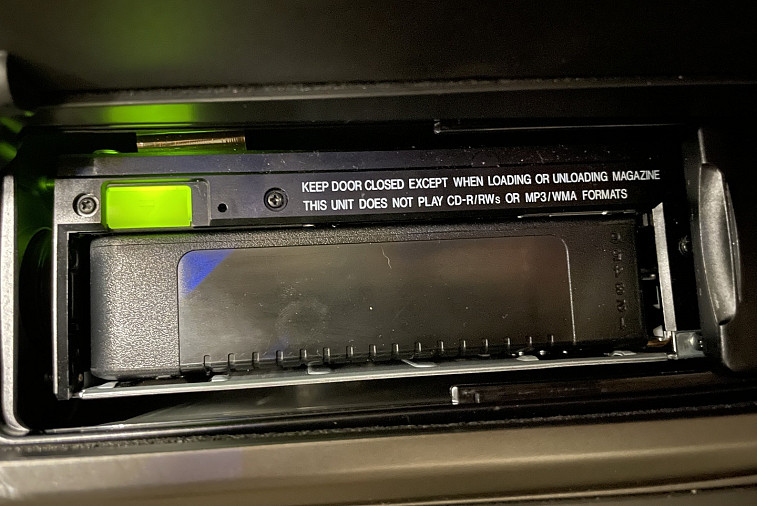 KEEP DOOR CLOSED EXCEPT WHEN LOADING OR UNLOADING MAGAZINE
THIS UNIT DOES NOT PLAY CD-R/RWs OR MP3/WMA FORMATS